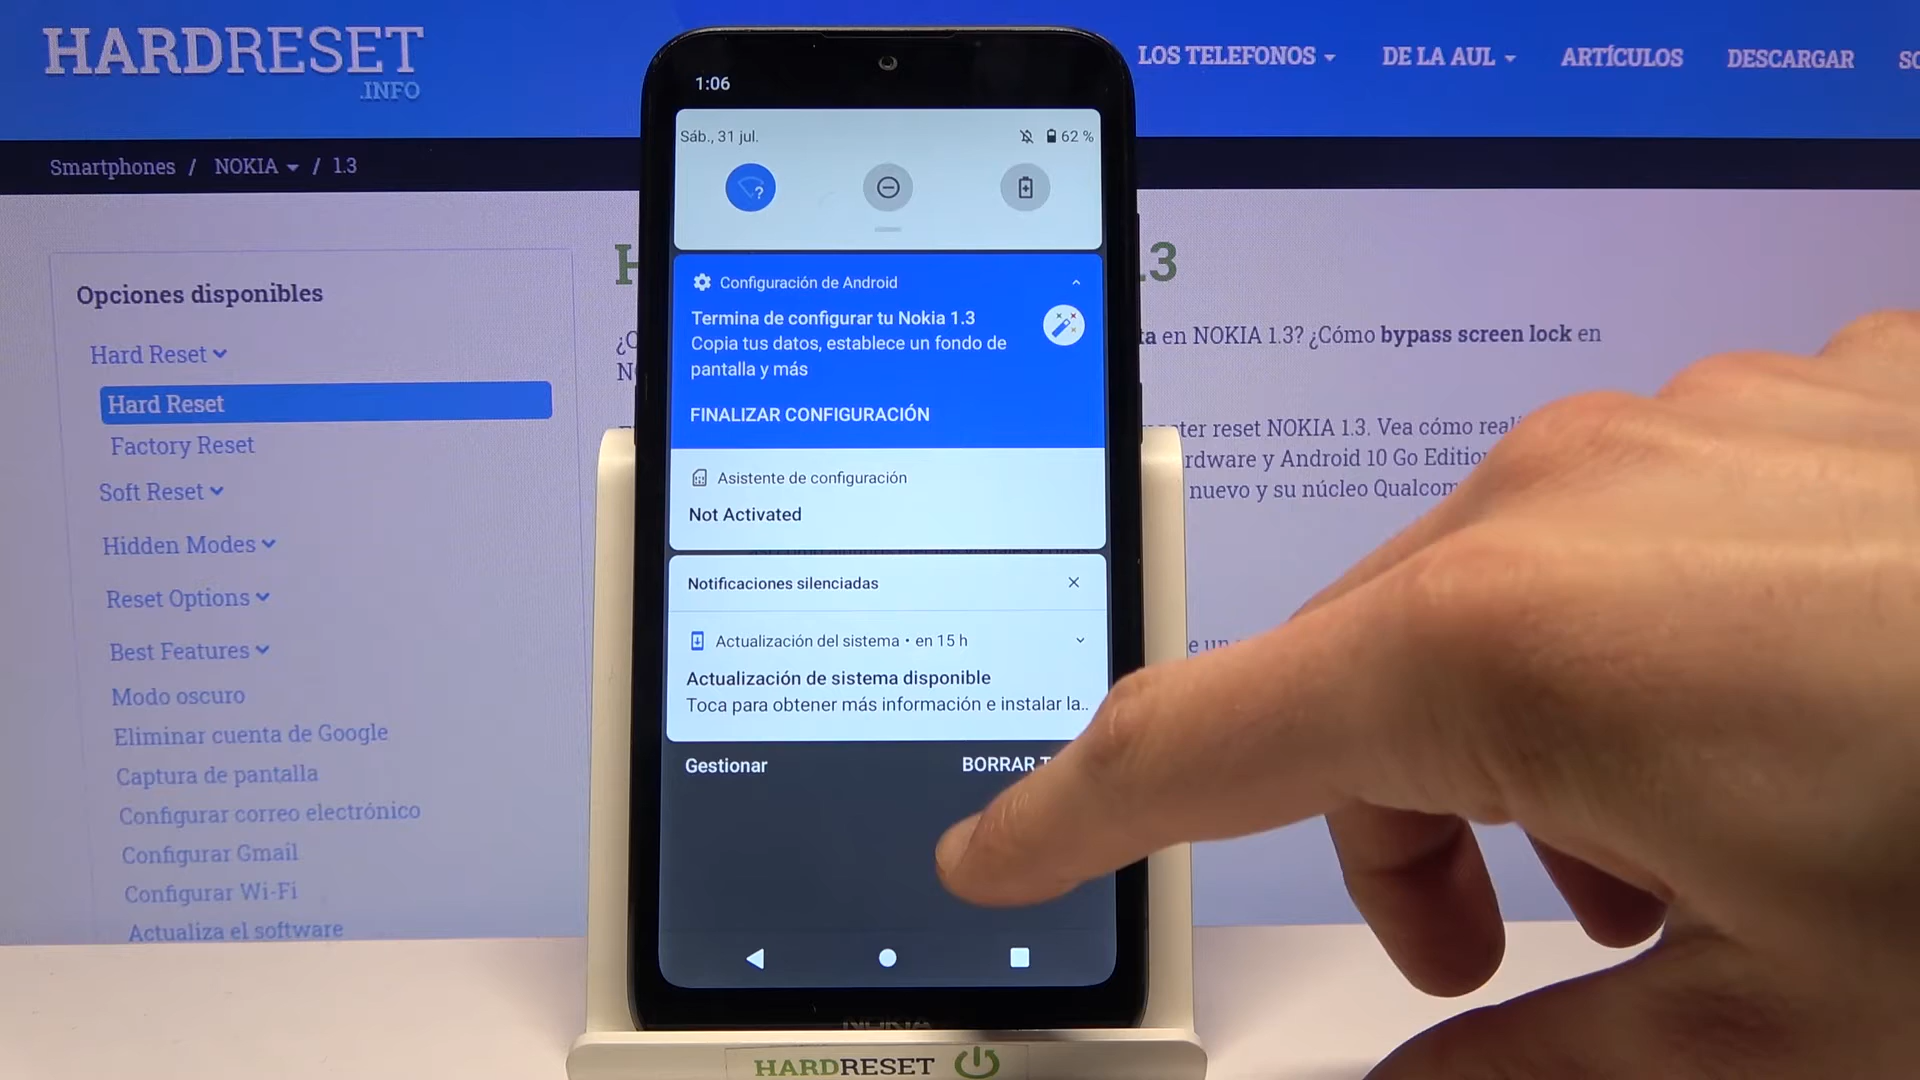 HARDRESET
.INFO
LOS TELEFONOS
DE LA AUL
ARTÍCULOS
DESCARGAR
Smartphones / NOKIA / 1.3
Opciones disponibles
Hard Reset
Hard Reset
Factory Reset
Soft Reset
Hidden Modes
Reset Options
Best Features
Modo oscuro
Eliminar cuenta de Google
Captura de pantalla
Configurar correo electrónico
Configurar Gmail
Configurar Wi-Fi
Actualiza el software
1:06
Sáb., 31 jul.
62 %
Configuración de Android
Termina de configurar tu Nokia 1.3
Copia tus datos, establece un fondo de
pantalla y más
FINALIZAR CONFIGURACIÓN
Asistente de configuración
Not Activated
Notificaciones silenciadas
Actualización del sistema • en 15 h
Actualización de sistema disponible
Toca para obtener más información e instalar la..
Gestionar
BORRAR
NOKIA
HARDRESET
.3
en NOKIA 1.3? ¿Cómo bypass screen lock en
reset NOKIA 1.3. Vea cómo
y Android 10 Go
nuevo y su núcleo